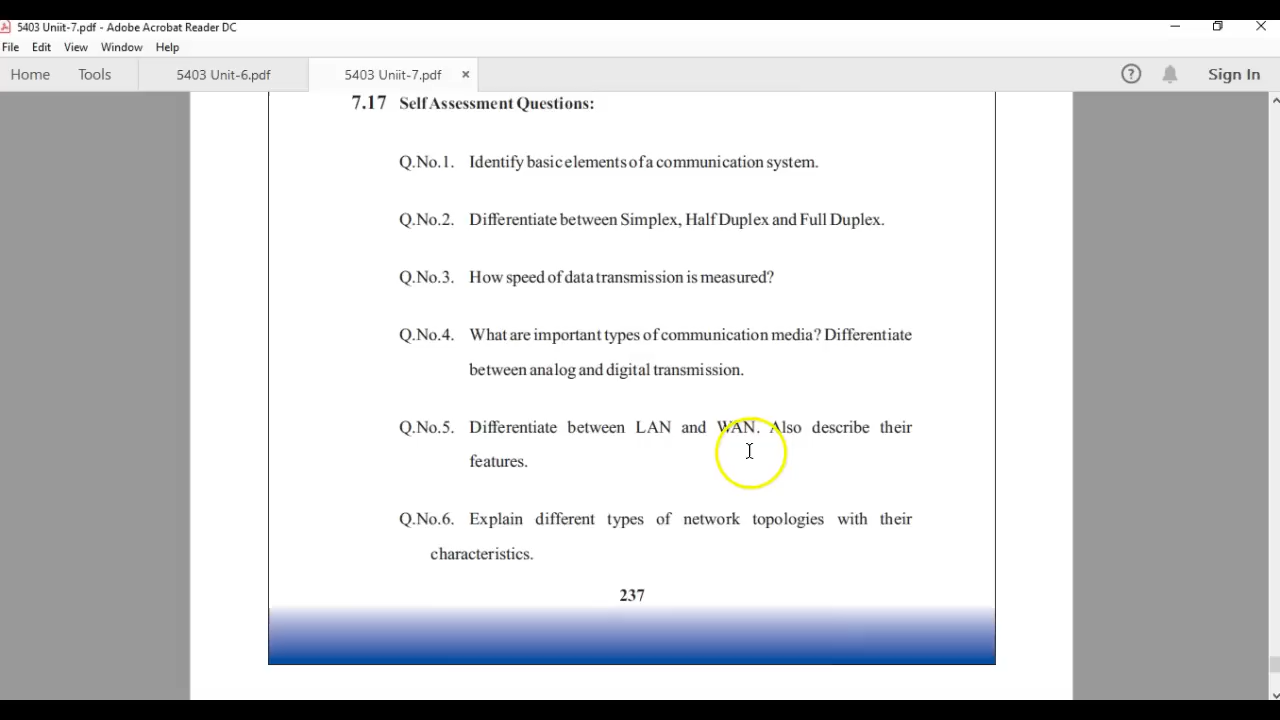 5403 Uniit-7.pdf - Adobe Acrobat Reader DC
File Edit View Window Help
Home Tools 5403 Unit-6.pdf 5403 Uniit-7.pdf × ? Sign In
7.17 Self Assessment Questions:
Q.No.1. Identify basic elements of a communication system.
Q.No.2. Differentiate between Simplex, Half Duplex and Full Duplex.
Q.No.3. How speed of data transmission is measured?
Q.No.4. What are important types of communication media? Differentiate
between analog and digital transmission.
Q.No.5. Differentiate between LAN and WAN. Also describe their
features.
Q.No.6. Explain different types of network topologies with their
characteristics.
237